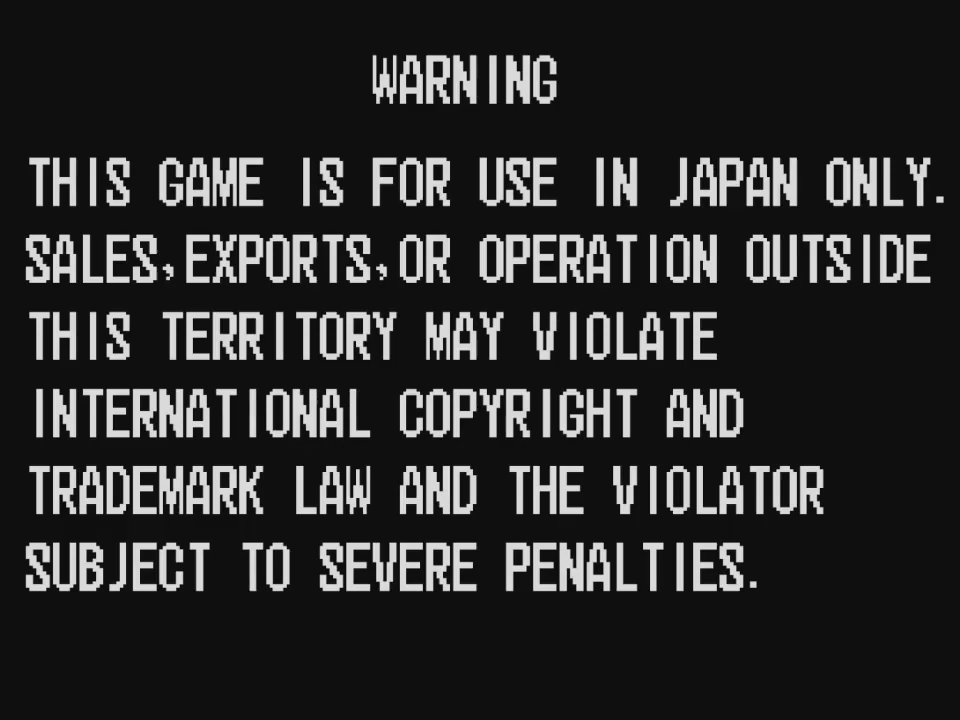 WARNING
THIS GAME IS FOR USE IN JAPAN ONLY.
SALES,EXPORTS,OR OPERATION OUTSIDE
THIS TERRITORY MAY VIOLATE
INTERNATIONAL COPYRIGHT AND
TRADEMARK LAW AND THE VIOLATOR
SUBJECT TO SEVERE PENALTIES.